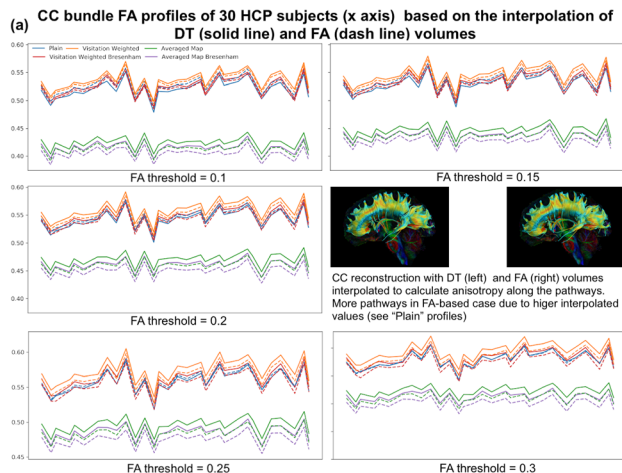 (a) CC bundle FA profiles of 30 HCP subjects (x axis) based on the interpolation of
DT (solid line) and FA (dash line) volumes
0.60
Plain Visitation Weighted Averaged Map
Visitation Weighted Bresenham Averaged Map Bresenham
0.55
0.50
0.45
0.40
FA threshold = 0.1
FA threshold = 0.15
0.60
0.55
0.50
0.45
0.40
FA threshold = 0.2
CC reconstruction with DT (left) and FA (right) volumes
interpolated to calculate anisotropy along the pathways.
More pathways in FA-based case due to higer interpolated
values (see “Plain” profiles)
0.60
0.55
0.50
0.45
FA threshold = 0.25
FA threshold = 0.3